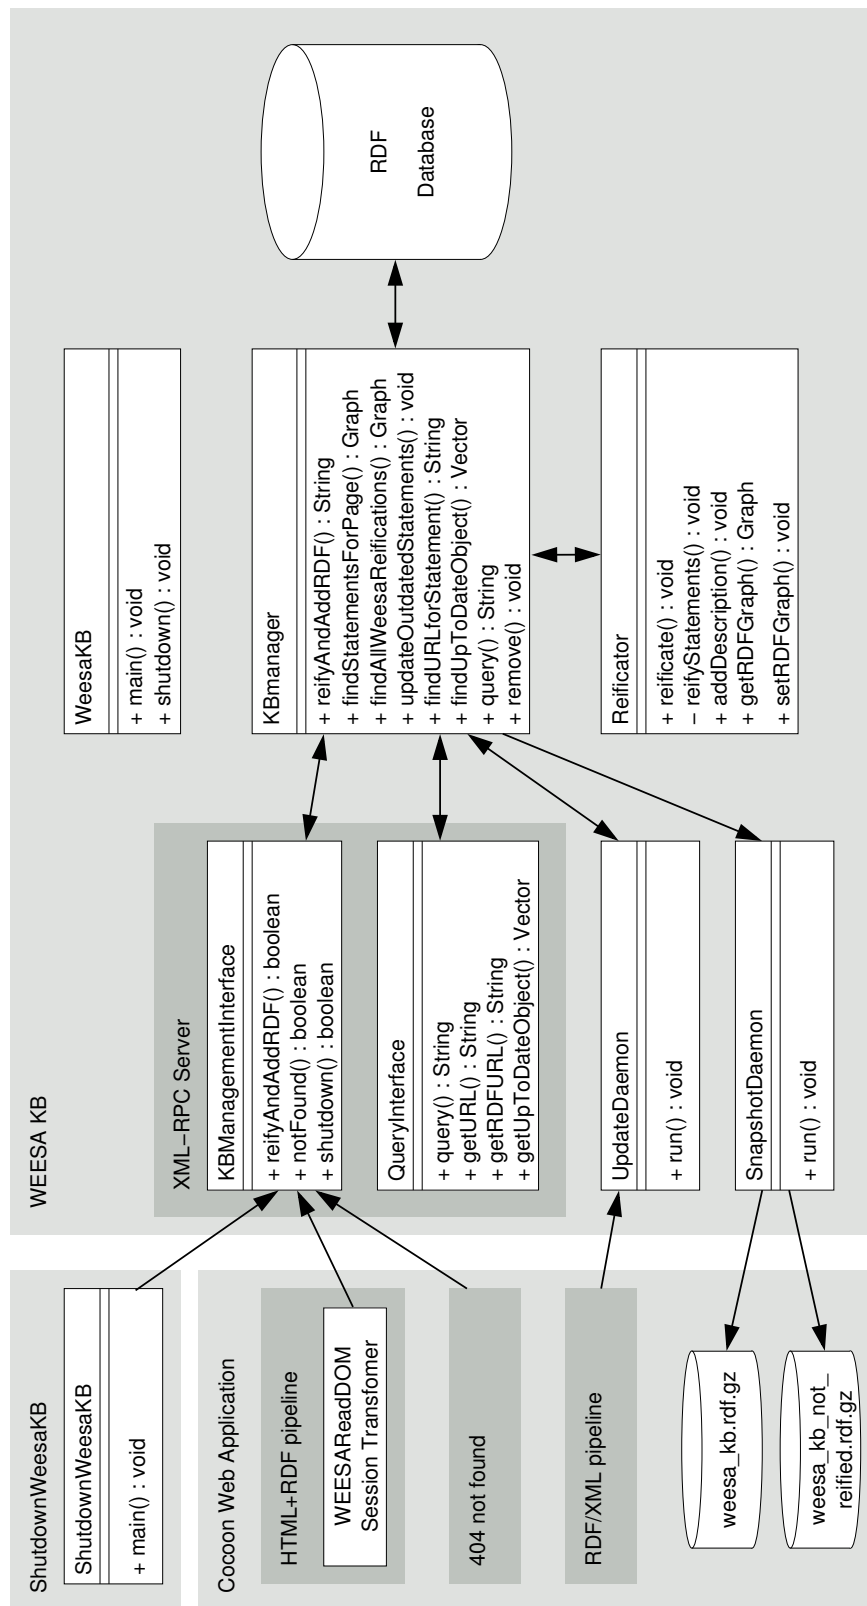 ShutdownWeesaKB
ShutdownWeesaKB
+ main() : void
Cocoon Web Application
HTML+RDF pipeline
WEESAReadDOM
Session Transfomer
404 not found
RDF/XML pipeline
weesa_kb.rdf.gz
weesa_kb_not_
reified.rdf.gz
WEESA KB
XML−RPC Server
KBManagementInterface
+ reifyAndAddRDF() : boolean
+ notFound() : boolean
+ shutdown() : boolean
QueryInterface
+ query() : String
+ getURL() : String
+ getRDFURL() : String
+ getUpToDateObject() : Vector
UpdateDaemon
+ run() : void
SnapshotDaemon
+ run() : void
WeesaKB
+ main() : void
+ shutdown() : void
KBmanager
+ reifyAndAddRDF() : String
+ findStatementsForPage() : Graph
+ findAllWeesaReifications() : Graph
+ updateOutdatedStatements() : void
+ findURLforStatement() : String
+ findUpToDateObject() : Vector
+ query() : String
+ remove() : void
Reificator
+ reificate() : void
− reifyStatements() : void
+ addDescription() : void
+ getRDFGraph() : Graph
+ setRDFGraph() : void
RDF
Database